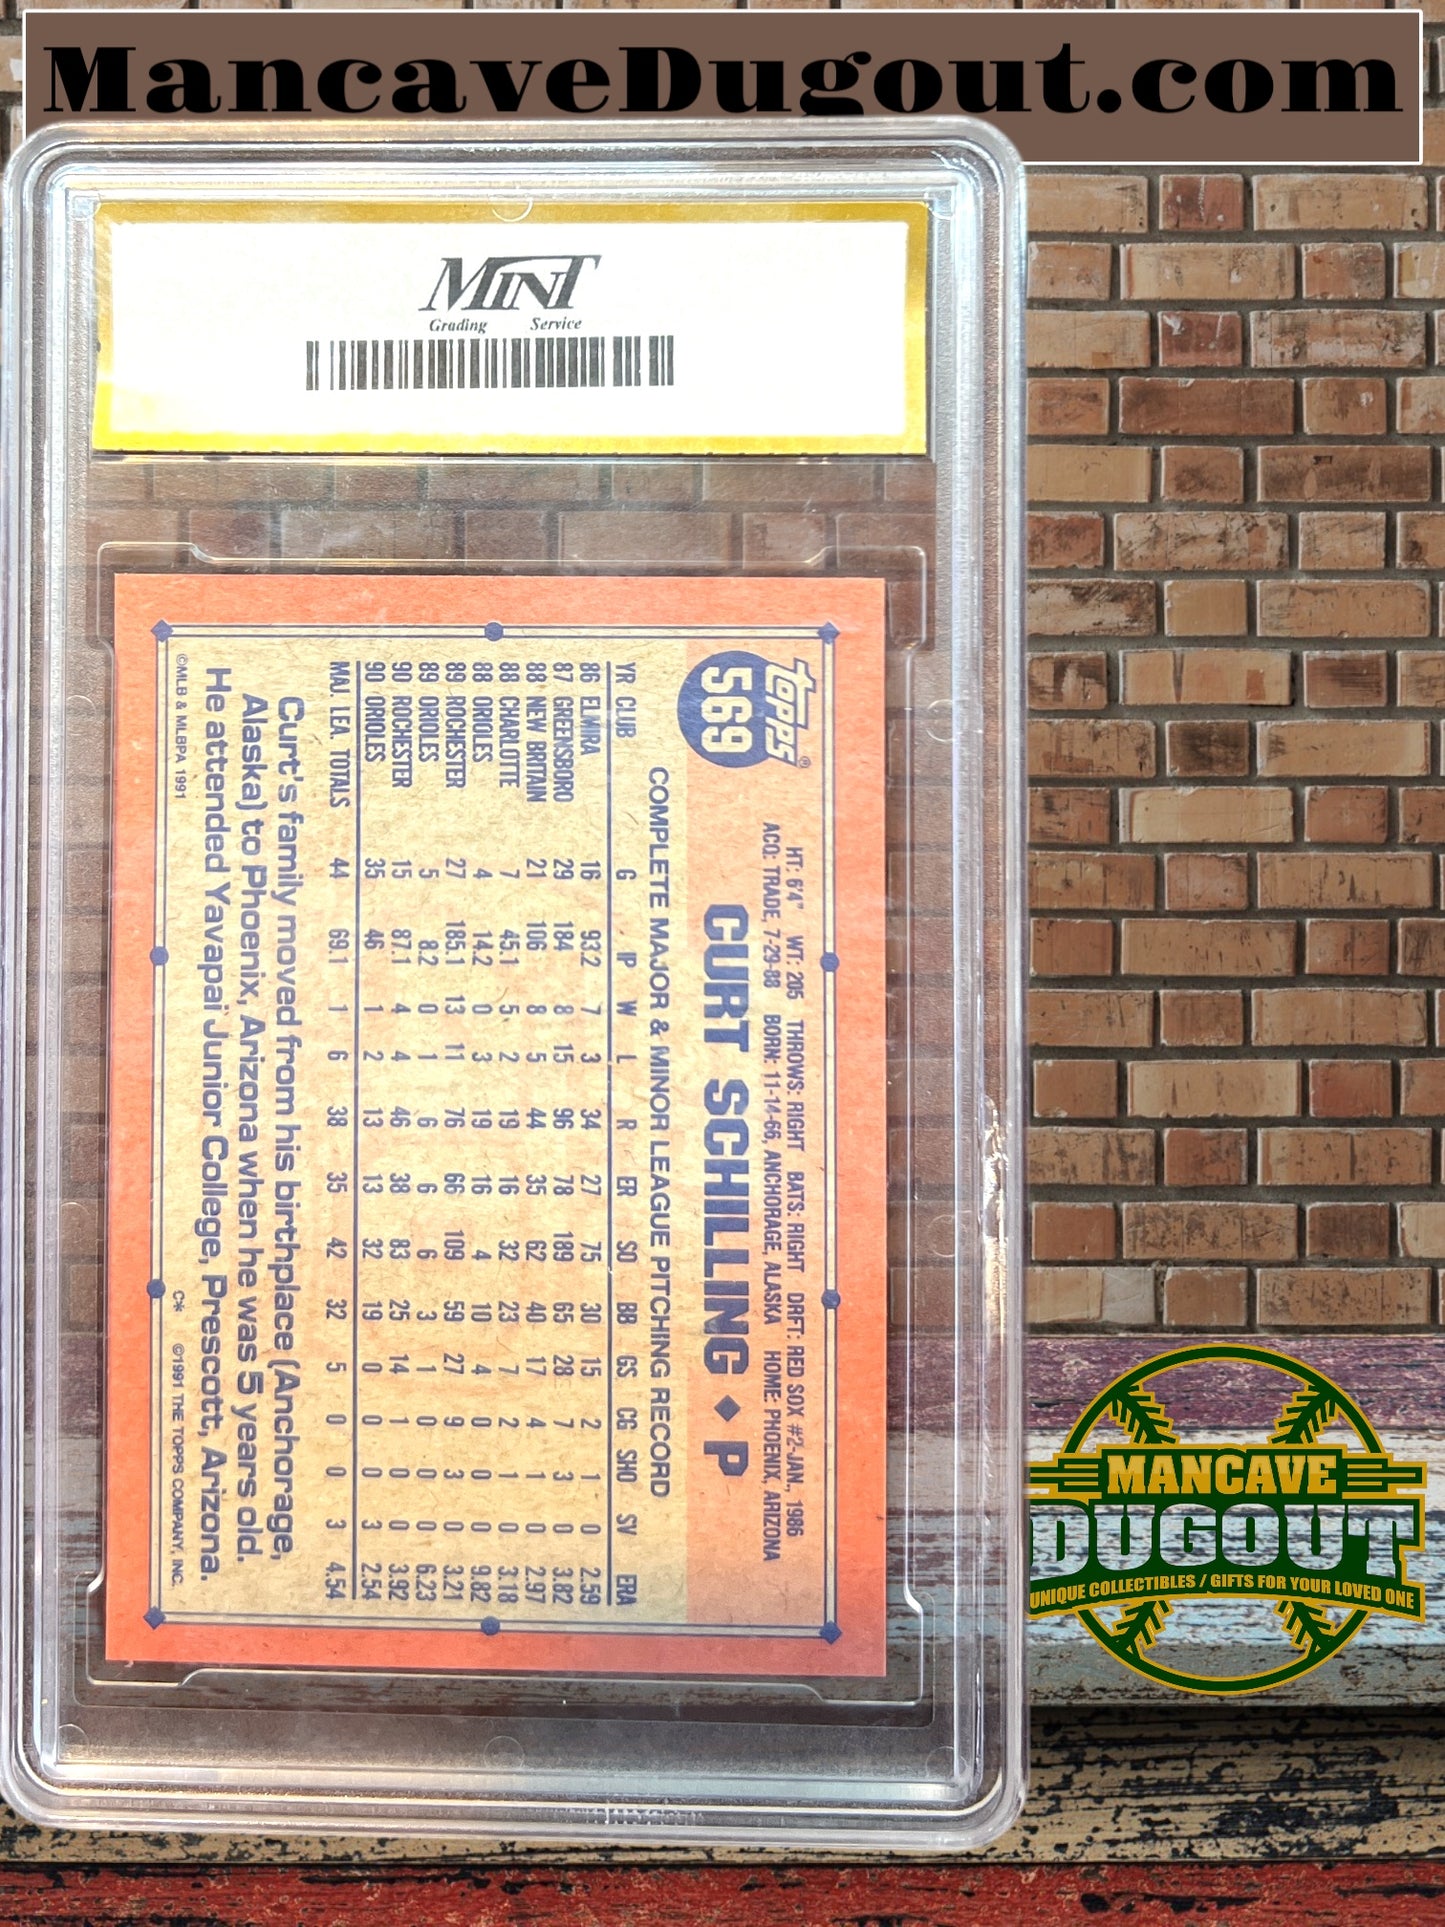 MancaveDugout.com
MINT
Grading Service
topps®
569
HT: 6'4" WT: 205 THROWS: RIGHT BATS: RIGHT DRFT: RED SOX #2-JAN., 1986
ACQ: TRADE, 7-29-88 BORN: 11-14-66, ANCHORAGE, ALASKA HOME: PHOENIX, ARIZONA
CURT SCHILLING ♦ P
COMPLETE MAJOR & MINOR LEAGUE PITCHING RECORD
YR CLUB G IP W L R ER SO BB GS CG SHO SV ERA
86 ELMIRA 16 93.2 7 3 34 27 75 30 15 2 1 0 2.59
87 GREENSBORO 29 184 8 15 96 78 189 65 28 7 3 0 3.82
88 NEW BRITAIN 21 106 8 5 44 35 62 40 17 4 1 0 2.97
88 CHARLOTTE 7 45.1 5 2 19 16 32 23 7 2 1 0 3.18
88 ORIOLES 4 14.2 0 3 19 16 4 10 4 0 0 0 9.82
89 ROCHESTER 27 185.1 13 11 76 66 109 59 27 9 3 0 3.21
89 ORIOLES 5 8.2 0 1 6 6 6 3 1 0 0 0 6.23
90 ROCHESTER 15 87.1 4 4 46 38 83 25 14 1 0 0 3.92
90 ORIOLES 35 46 1 2 13 13 32 19 0 0 0 3 2.54
MAJ. LEA. TOTALS 44 69.1 1 6 38 35 42 32 5 0 0 3 4.54
Curt's family moved from his birthplace (Anchorage,
Alaska) to Phoenix, Arizona when he was 5 years old.
He attended Yavapai Junior College, Prescott, Arizona.
©MLB & MLBPA 1991 C* ©1991 THE TOPPS COMPANY, INC.
MANCAVE
DUGOUT
UNIQUE COLLECTIBLES / GIFTS FOR YOUR LOVED ONE